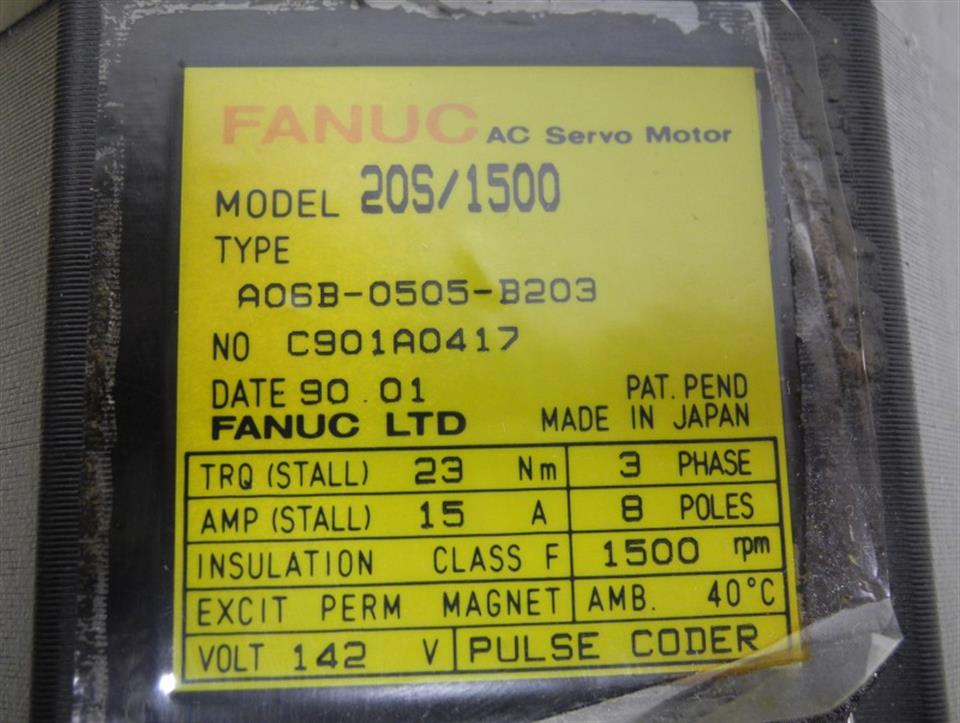 FANUC AC Servo Motor
MODEL 20S/1500
TYPE
A06B-0505-B203
NO C901A0417
DATE 90.01 PAT. PEND
FANUC LTD MADE IN JAPAN
TRQ (STALL) 23 Nm 3 PHASE
AMP (STALL) 15 A 8 POLES
INSULATION CLASS F 1500 rpm
EXCIT PERM MAGNET AMB. 40°C
VOLT 142 V PULSE CODER